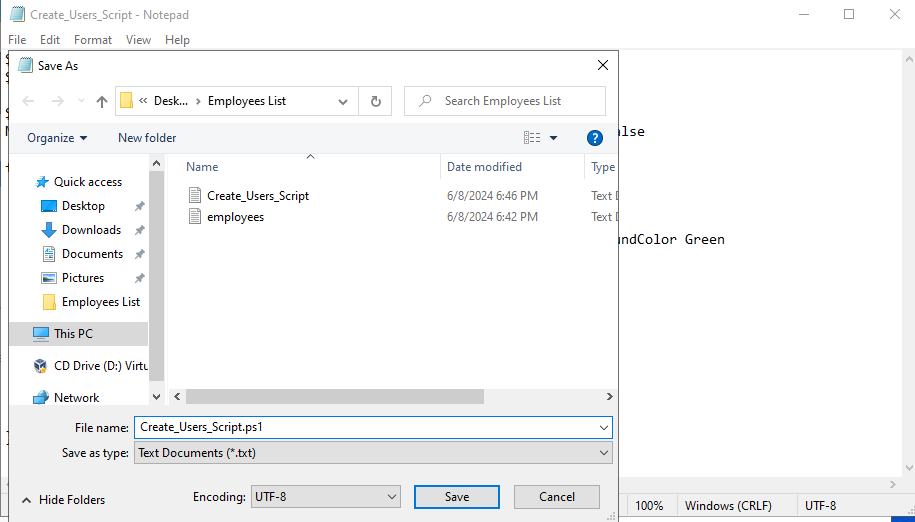 Create_Users_Script - Notepad
File Edit Format View Help
Save As
« Desk... › Employees List
Search Employees List
Organize New folder
Name Date modified Type
Quick access
Desktop
Downloads
Documents
Pictures
Employees List
This PC
CD Drive (D:) Virtu
Network
Create_Users_Script 6/8/2024 6:46 PM Text D
employees 6/8/2024 6:42 PM Text D
alse
undColor Green
File name: Create_Users_Script.ps1
Save as type: Text Documents (*.txt)
Hide Folders Encoding: UTF-8 Save Cancel
100% Windows (CRLF) UTF-8